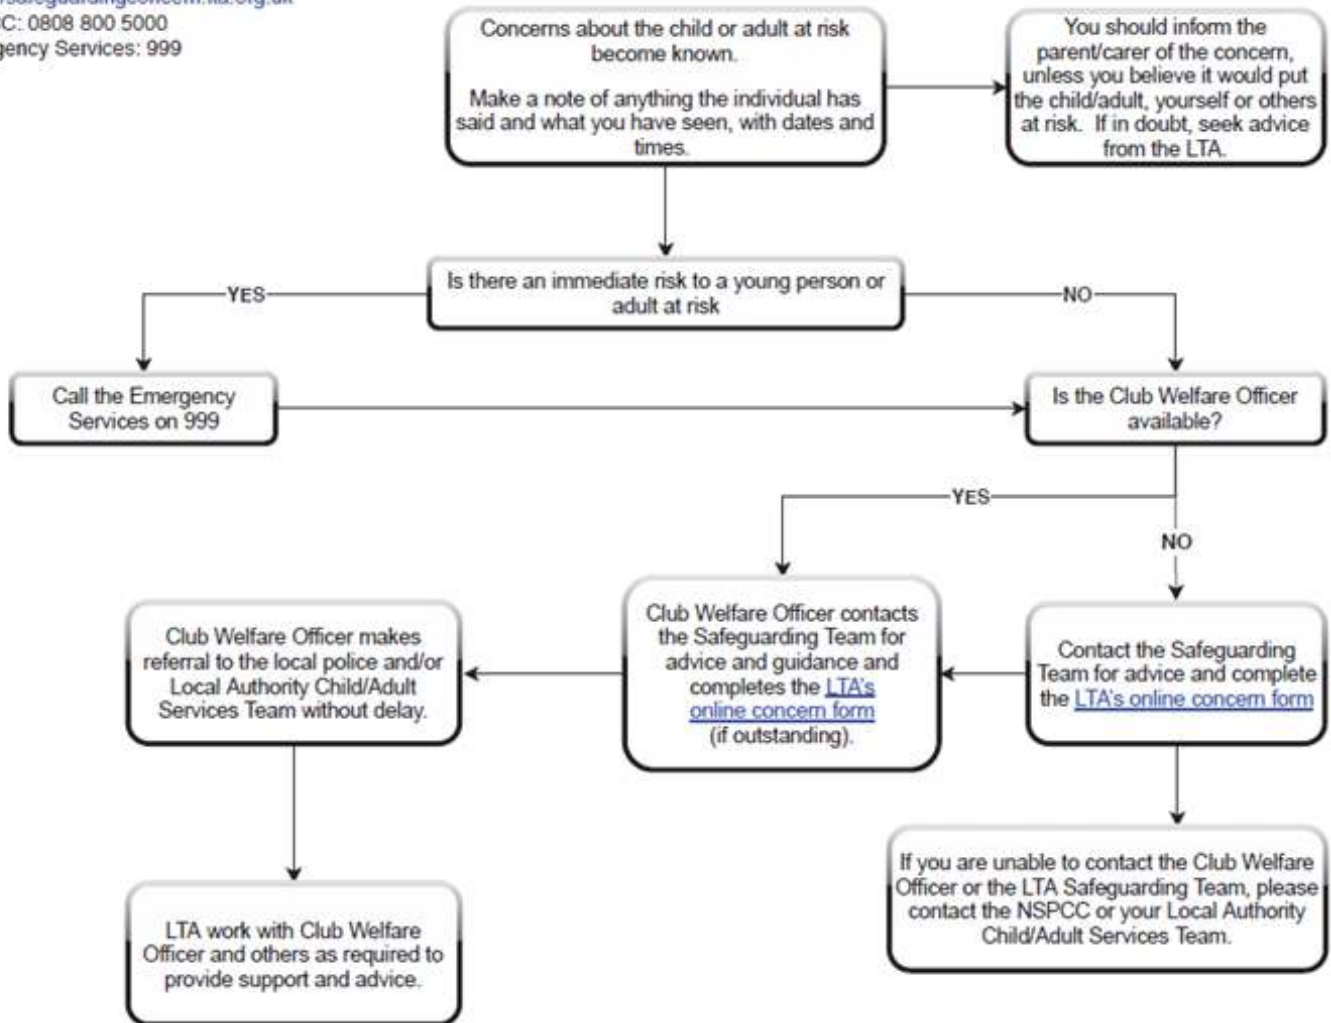 C: 0808 800 5000
gency Services: 999
Concerns about the child or adult at risk
become known.
Make a note of anything the individual has
said and what you have seen, with dates and
times.
You should inform the
parent/carer of the concern,
unless you believe it would put
the child/adult, yourself or others
at risk. If in doubt, seek advice
from the LTA.
Is there an immediate risk to a young person or
adult at risk
YES
NO
Call the Emergency
Services on 999
Is the Club Welfare Officer
available?
YES
NO
Club Welfare Officer makes
referral to the local police and/or
Local Authority Child/Adult
Services Team without delay.
Club Welfare Officer contacts
the Safeguarding Team for
advice and guidance and
completes the LTA's
online concern form
(if outstanding).
Contact the Safeguarding
Team for advice and complete
the LTA's online concern form
LTA work with Club Welfare
Officer and others as required to
provide support and advice.
If you are unable to contact the Club Welfare
Officer or the LTA Safeguarding Team, please
contact the NSPCC or your Local Authority
Child/Adult Services Team.